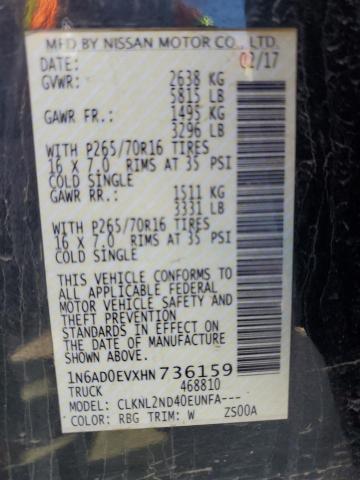 MFD BY NISSAN MOTOR CO., LTD.
DATE: 02/17
GVWR: 2638 KG
5815 LB
GAWR FR.: 1495 KG
3296 LB
WITH P265/70R16 TIRES
16 X 7.0 RIMS AT 35 PSI
COLD SINGLE
GAWR RR.: 1511 KG
3331 LB
WITH P265/70R16 TIRES
16 X 7.0 RIMS AT 35 PSI
COLD SINGLE
THIS VEHICLE CONFORMS TO
ALL APPLICABLE FEDERAL
MOTOR VEHICLE SAFETY AND
THEFT PREVENTION
STANDARDS IN EFFECT ON
THE DATE OF MANUFACTURE
SHOWN ABOVE.
1N6AD0EVXHN736159
TRUCK 468810
MODEL: CLKNL2ND40EUNFA---
COLOR: RBG TRIM: W ZS00A